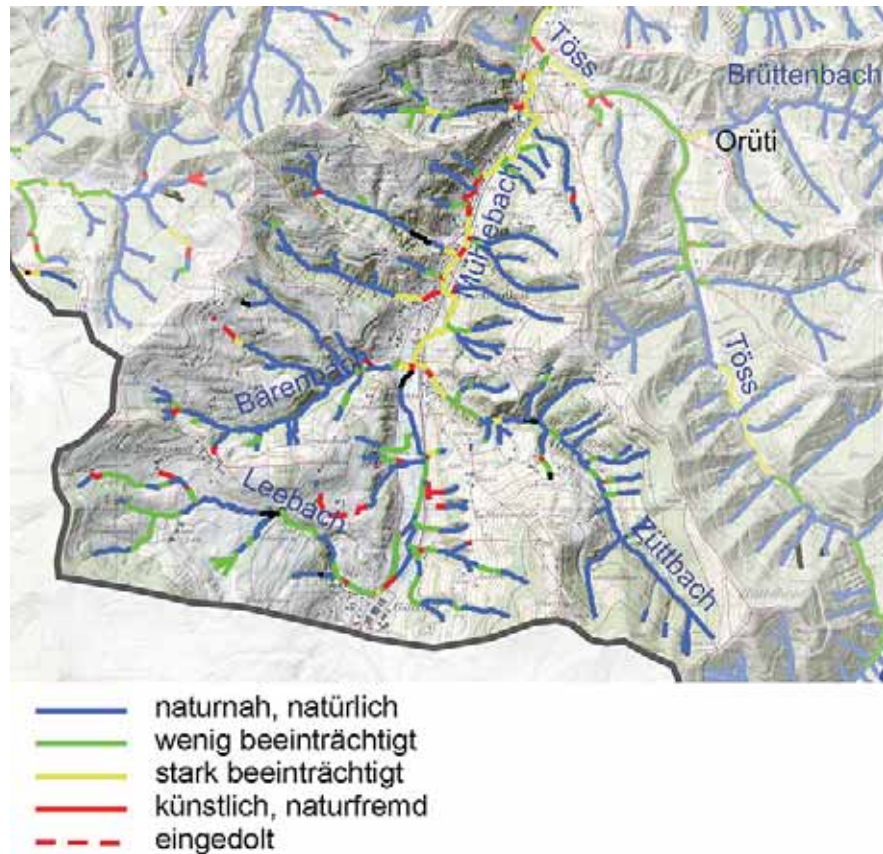 Töss
Brüttenbach
Orüti
Mühlebach
Töss
Bärenbach
Leebach
Züttbach
naturnah, natürlich
wenig beeinträchtigt
stark beeinträchtigt
künstlich, naturfremd
eingedolt